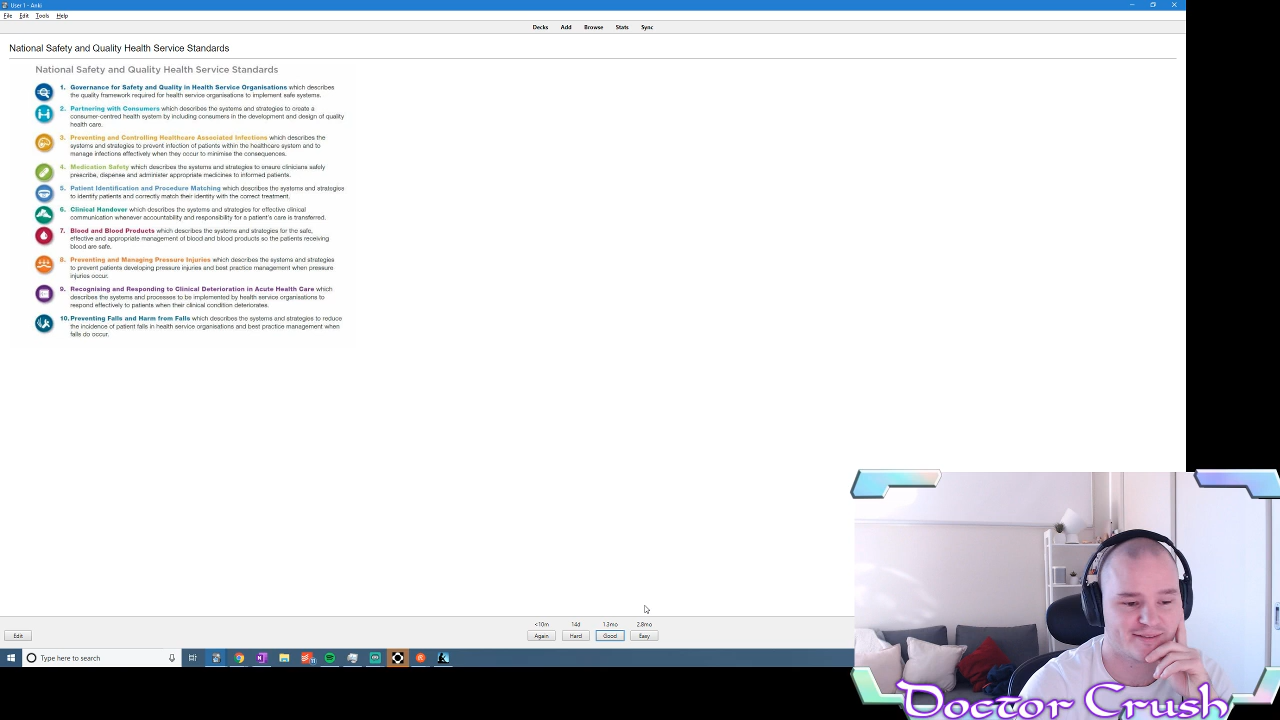 User 1 - Anki
File Edit Tools Help
Decks Add Browse Stats Sync
National Safety and Quality Health Service Standards
National Safety and Quality Health Service Standards
1. Governance for Safety and Quality in Health Service Organisations which describes
the quality framework required for health service organisations to implement safe systems.
2. Partnering with Consumers which describes the systems and strategies to create a
consumer-centred health system by including consumers in the development and design of quality
health care.
3. Preventing and Controlling Healthcare Associated Infections which describes the
systems and strategies to prevent infection of patients within the healthcare system and to
manage infections effectively when they occur to minimise the consequences.
4. Medication Safety which describes the systems and strategies to ensure clinicians safely
prescribe, dispense and administer appropriate medicines to informed patients.
5. Patient Identification and Procedure Matching which describes the systems and strategies
to identify patients and correctly match their identity with the correct treatment.
6. Clinical Handover which describes the systems and strategies for effective clinical
communication whenever accountability and responsibility for a patient's care is transferred.
7. Blood and Blood Products which describes the systems and strategies for the safe,
effective and appropriate management of blood and blood products so the patients receiving
blood are safe.
8. Preventing and Managing Pressure Injuries which describes the systems and strategies
to prevent patients developing pressure injuries and best practice management when pressure
injuries occur.
9. Recognising and Responding to Clinical Deterioration in Acute Health Care which
describes the systems and processes to be implemented by health service organisations to
respond effectively to patients when their clinical condition deteriorates.
10. Preventing Falls and Harm from Falls which describes the systems and strategies to reduce
the incidence of patient falls in health service organisations and best practice management when
falls do occur.
<10m 14d 1.3mo 2.8mo
Edit Again Hard Good Easy
Type here to search
Doctor Crush